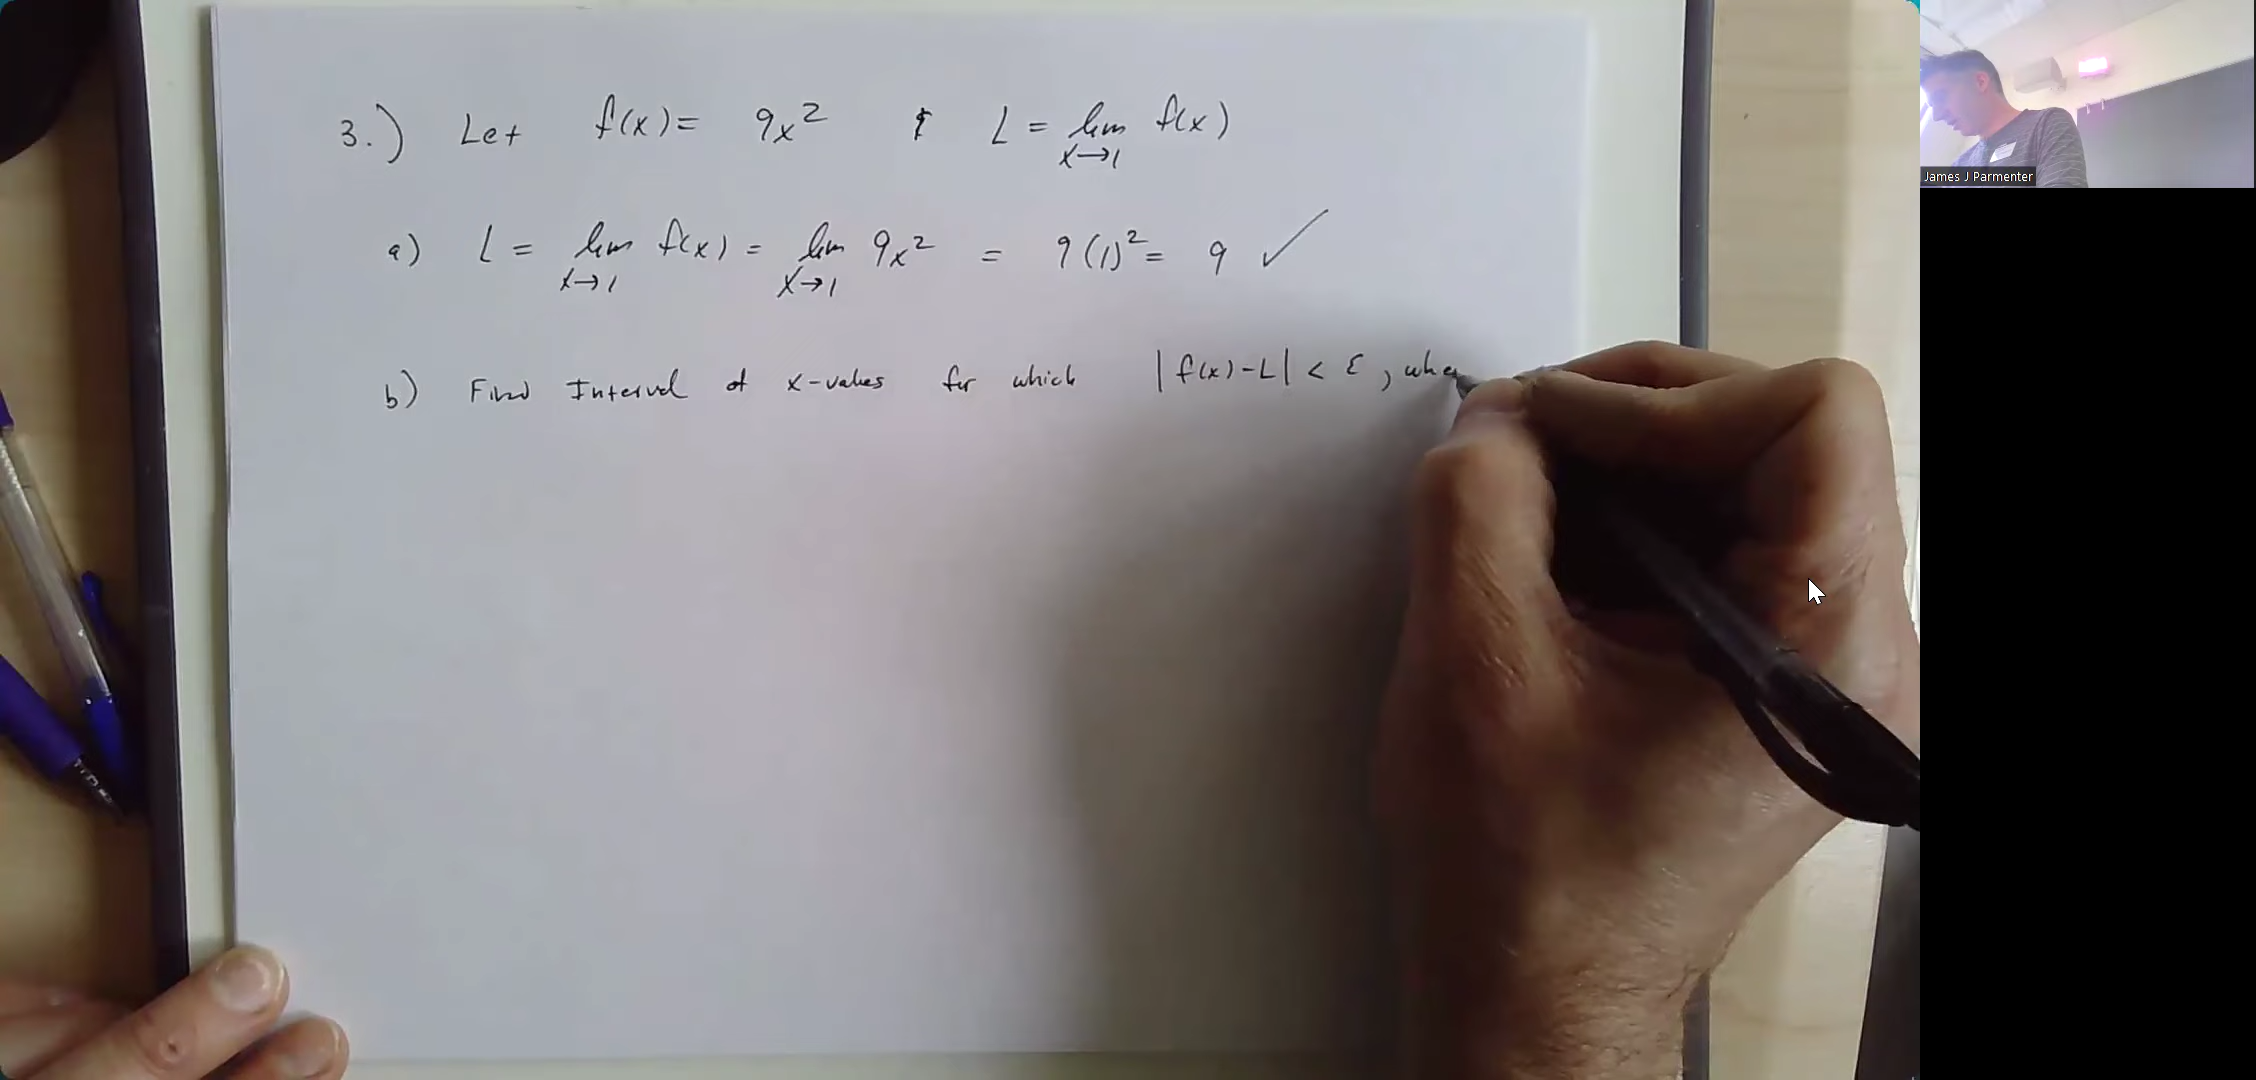 3.) Let f(x) = 9x² & L = lim x→1 f(x)
a) L = lim x→1 f(x) = lim x→1 9x² = 9(1)² = 9 ✓
b) Find Interval of x-values for which |f(x)-L| < ε, whe
James J Parmenter